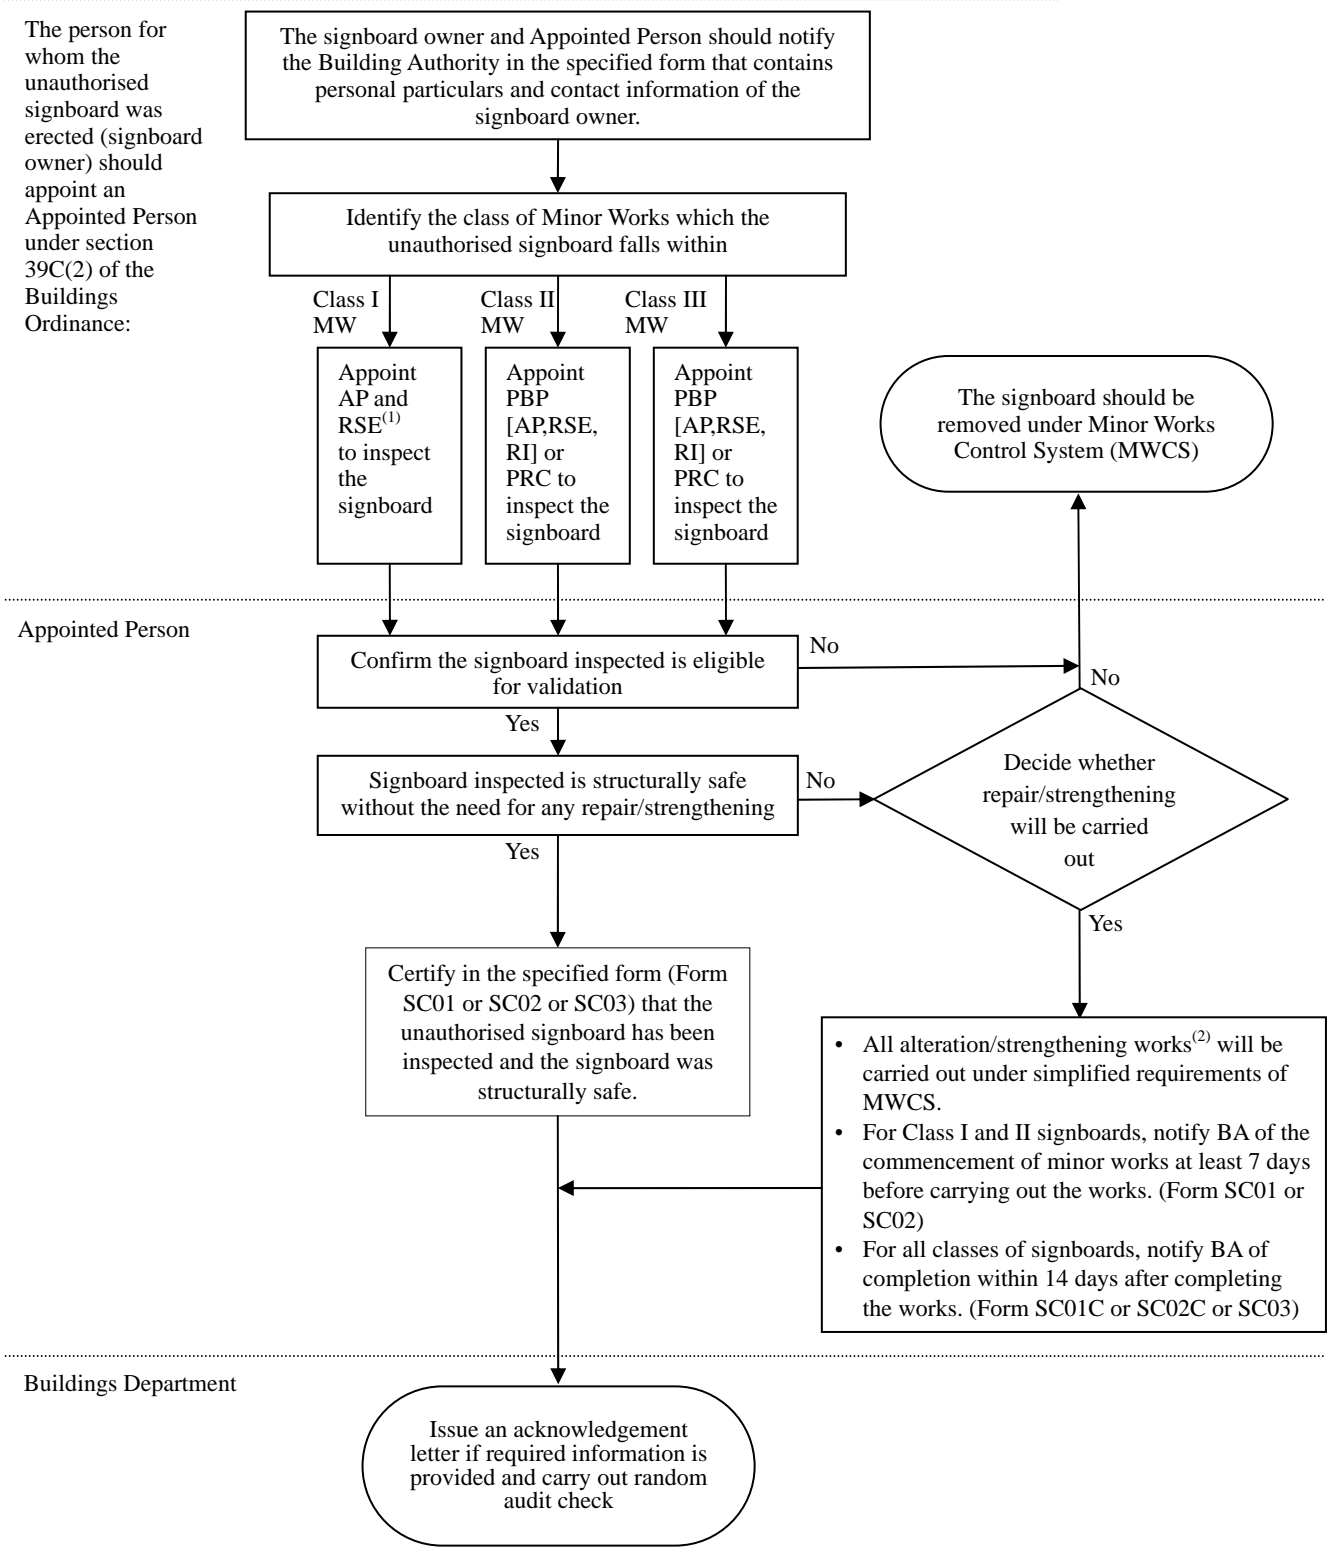 The person for
whom the
unauthorised
signboard was
erected (signboard
owner) should
appoint an
Appointed Person
under section
39C(2) of the
Buildings
Ordinance:
The signboard owner and Appointed Person should notify
the Building Authority in the specified form that contains
personal particulars and contact information of the
signboard owner.
Identify the class of Minor Works which the
unauthorised signboard falls within
Class I
MW
Class II
MW
Class III
MW
Appoint
AP and
RSE(1)
to inspect
the
signboard
Appoint
PBP
[AP,RSE,
RI] or
PRC to
inspect the
signboard
Appoint
PBP
[AP,RSE,
RI] or
PRC to
inspect the
signboard
The signboard should be
removed under Minor Works
Control System (MWCS)
Appointed Person
Confirm the signboard inspected is eligible
for validation
No
No
Yes
Signboard inspected is structurally safe
without the need for any repair/strengthening
No
Decide whether
repair/strengthening
will be carried
out
Yes
Yes
Certify in the specified form (Form
SC01 or SC02 or SC03) that the
unauthorised signboard has been
inspected and the signboard was
structurally safe.
• All alteration/strengthening works(2) will be
carried out under simplified requirements of
MWCS.
• For Class I and II signboards, notify BA of the
commencement of minor works at least 7 days
before carrying out the works. (Form SC01 or
SC02)
• For all classes of signboards, notify BA of
completion within 14 days after completing
the works. (Form SC01C or SC02C or SC03)
Buildings Department
Issue an acknowledgement
letter if required information is
provided and carry out random
audit check